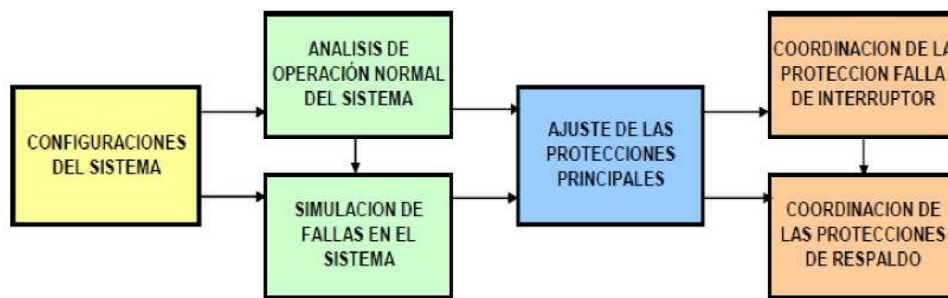 CONFIGURACIONES
DEL SISTEMA
ANALISIS DE
OPERACIÓN NORMAL
DEL SISTEMA
SIMULACION DE
FALLAS EN EL
SISTEMA
AJUSTE DE LAS
PROTECCIONES
PRINCIPALES
COORDINACION DE LA
PROTECCION FALLA
DE INTERRUPTOR
COORDINACION DE
LAS PROTECCIONES
DE RESPALDO